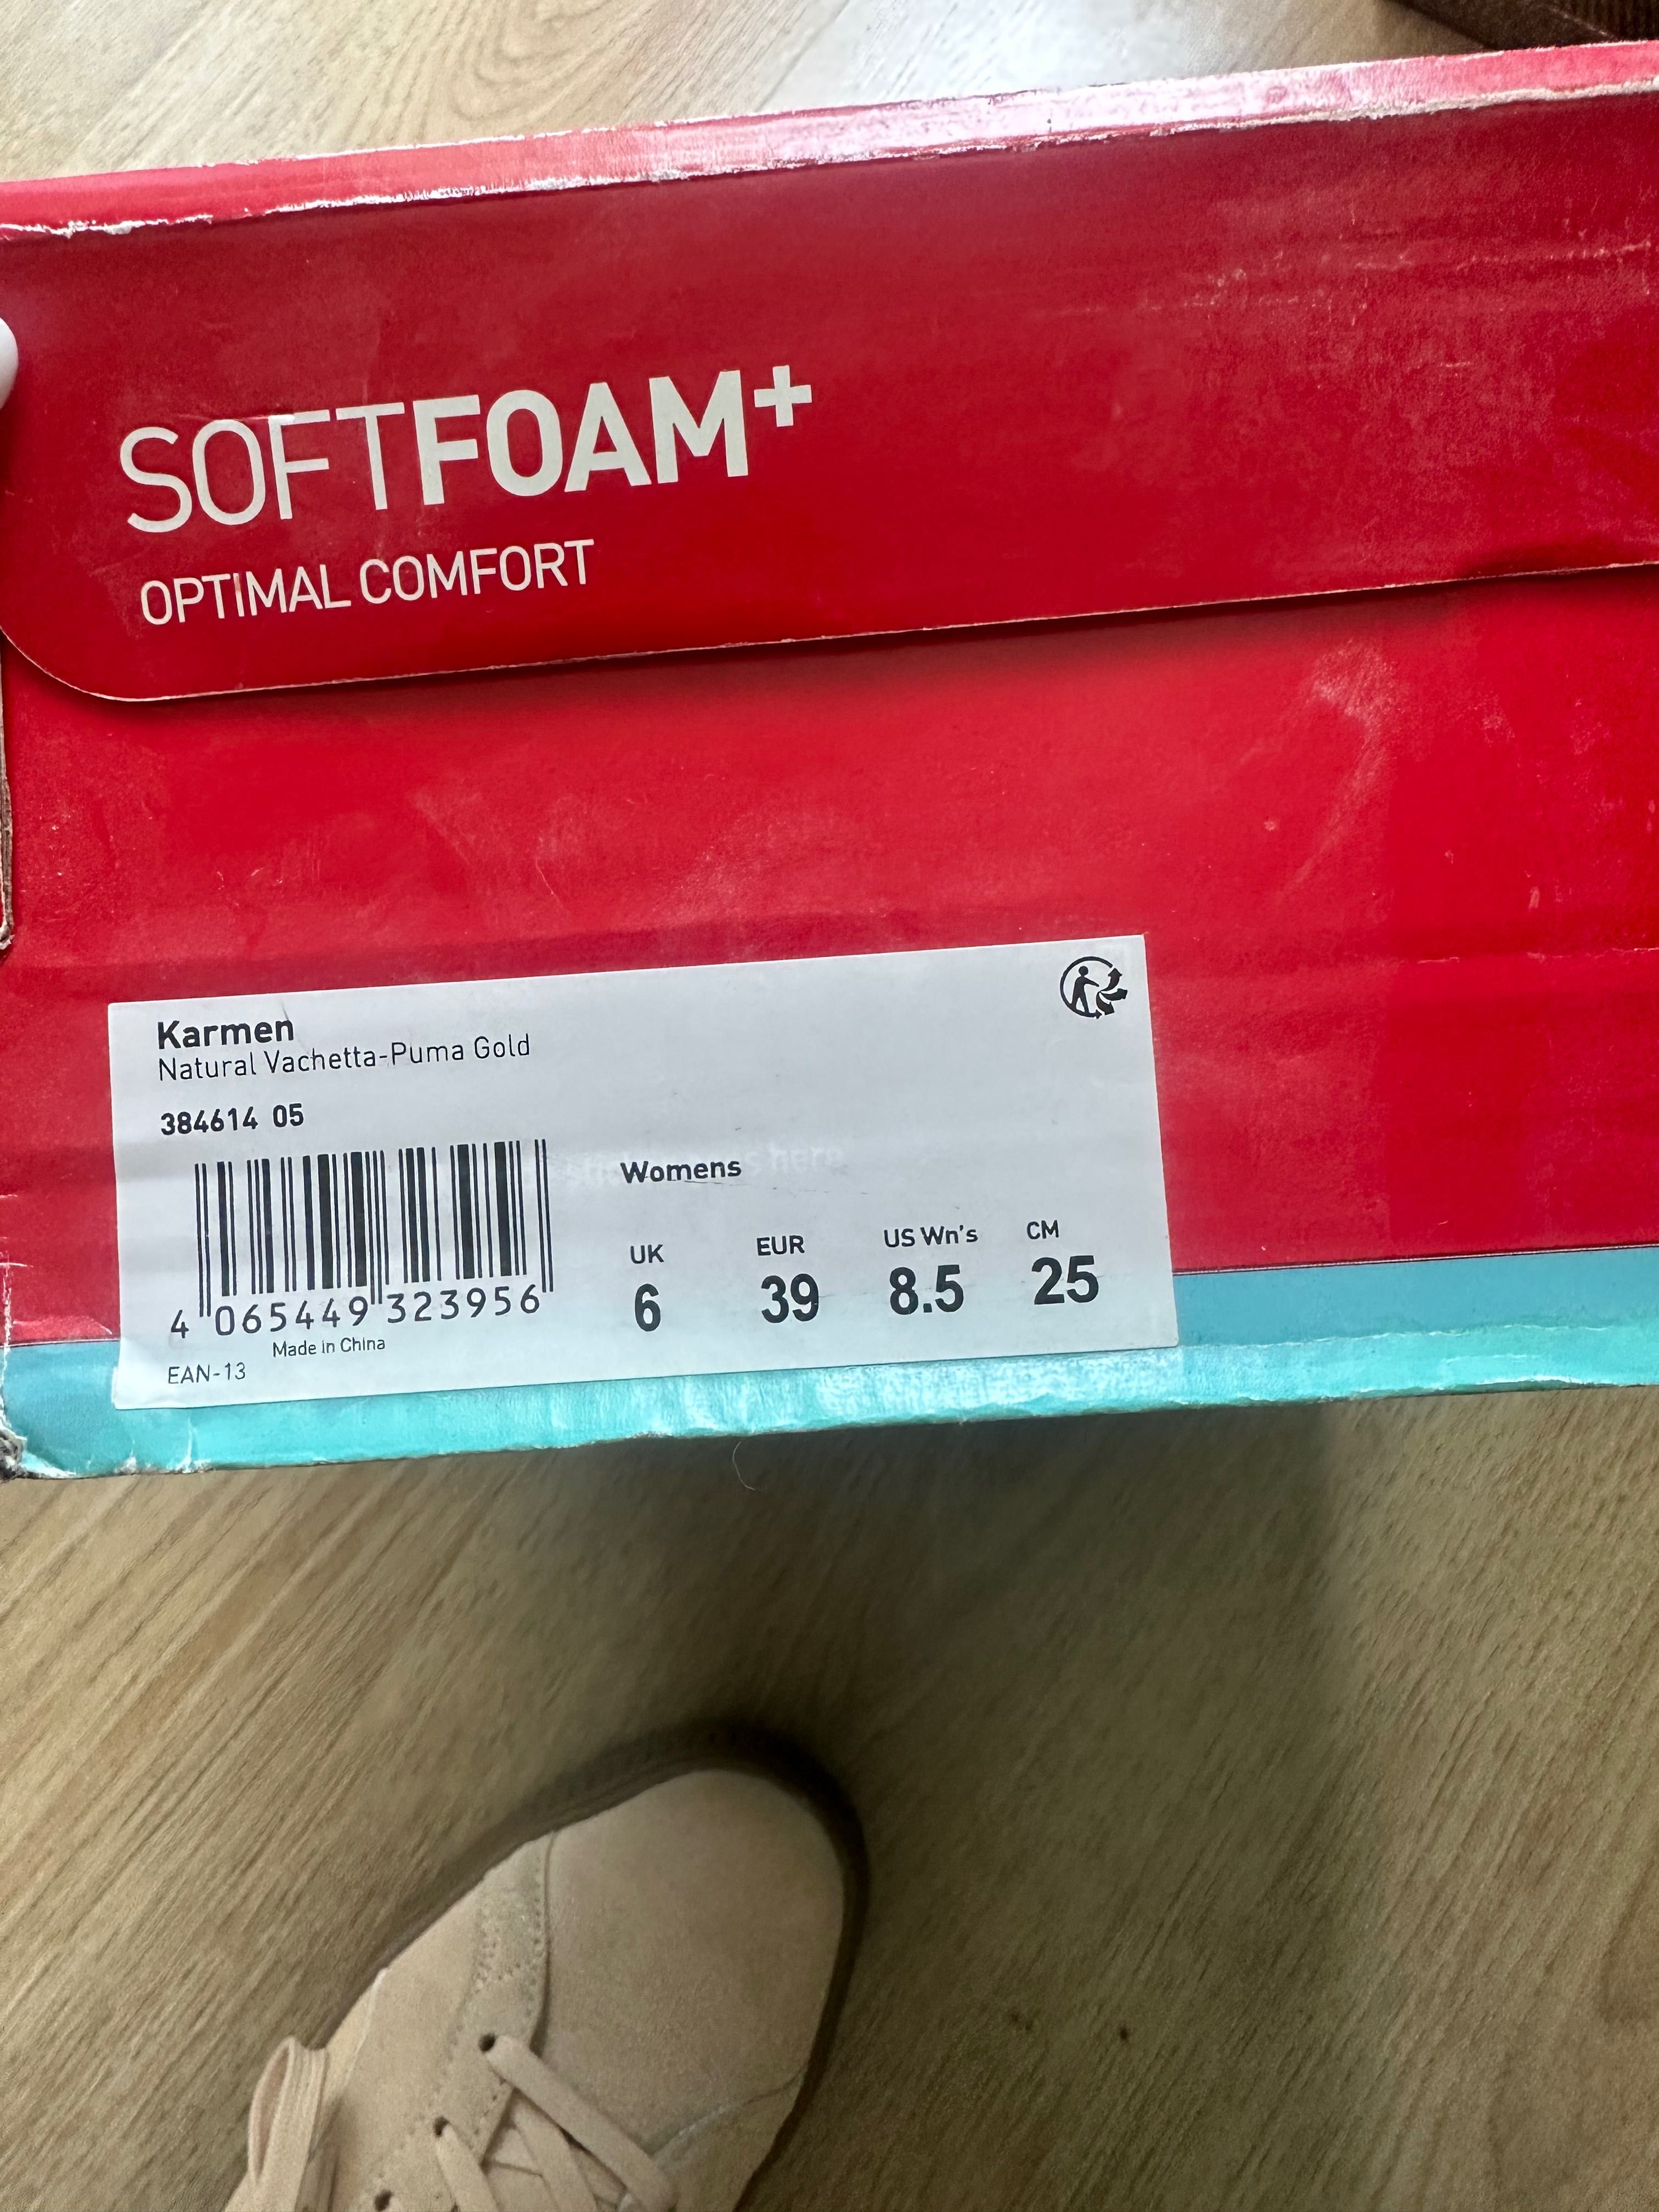 SOFTFOAM+
OPTIMAL COMFORT
Karmen
Natural Vachetta-Puma Gold
384614 05
Womens
UK EUR US Wn's CM
6 39 8.5 25
4 065449 323956
Made in China
EAN-13